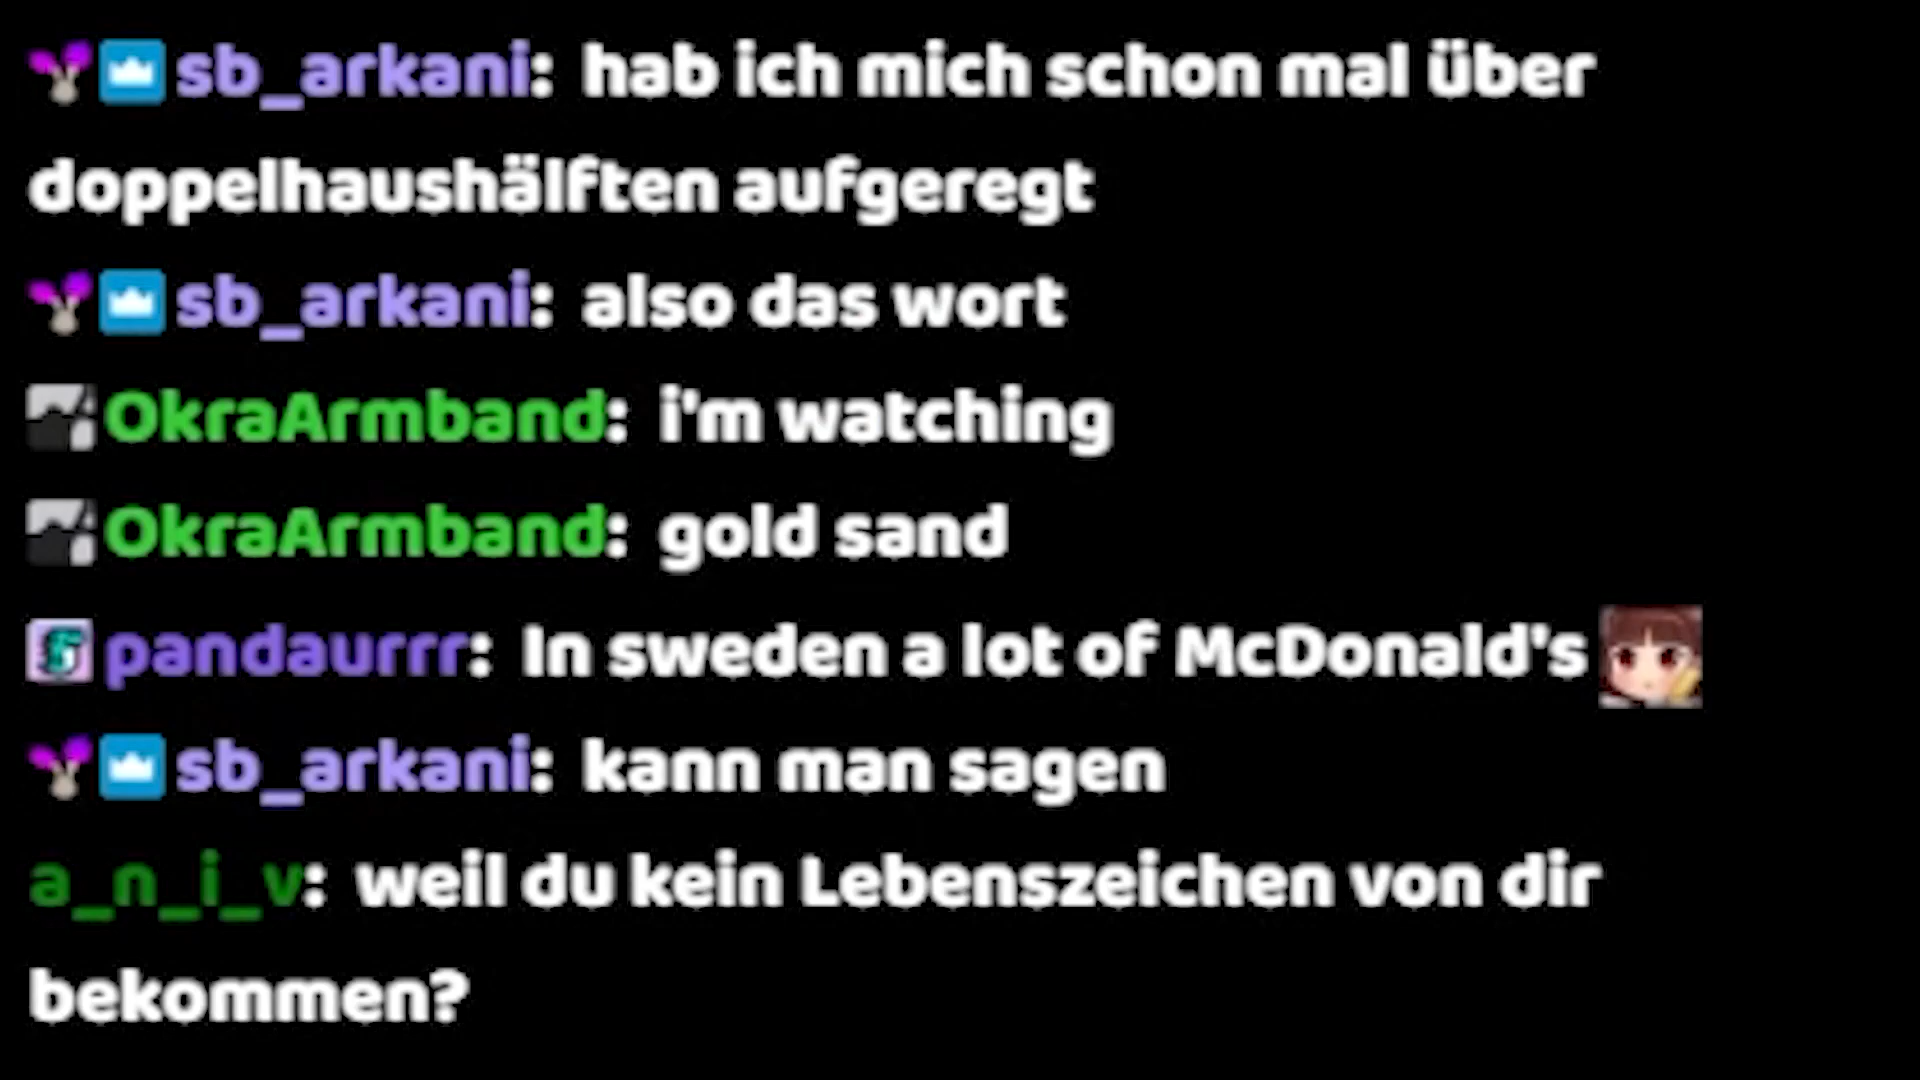 sb_arkani: hab ich mich schon mal über
doppelhaushälften aufgeregt
sb_arkani: also das wort
OkraArmband: i'm watching
OkraArmband: gold sand
pandaurrr: In sweden a lot of McDonald's
sb_arkani: kann man sagen
a_n_i_v: weil du kein Lebenszeichen von dir
bekommen?